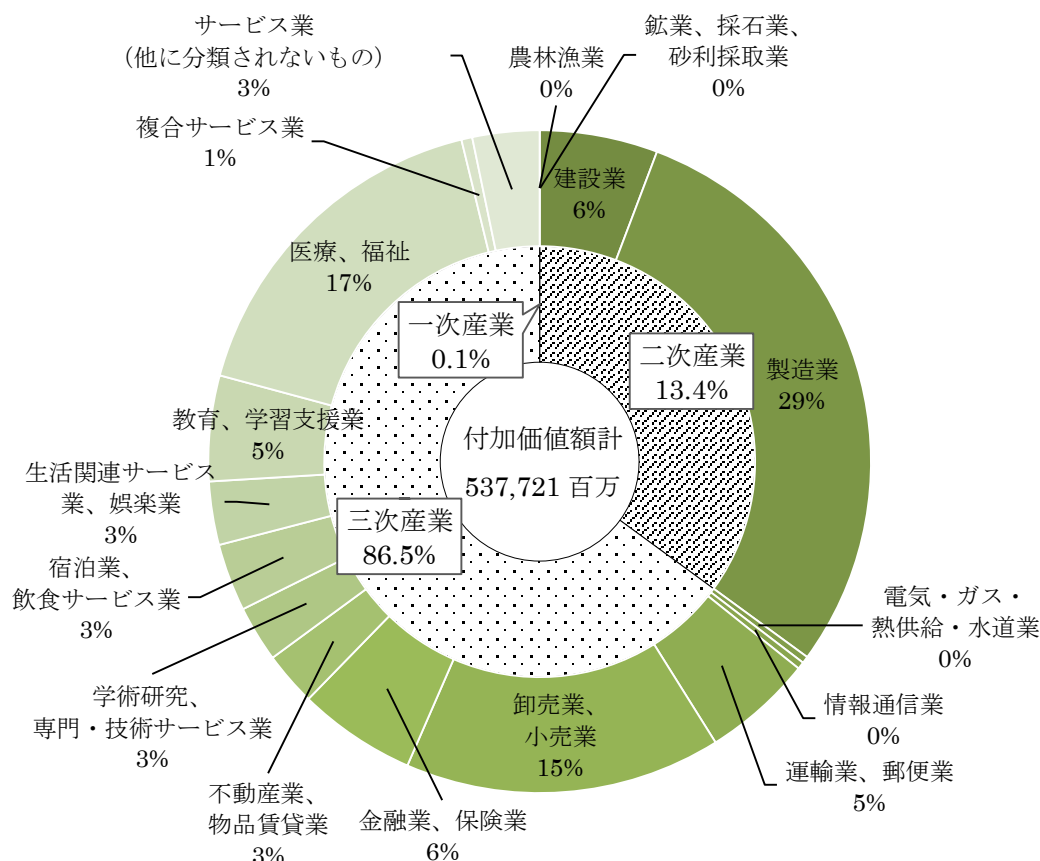 サービス業
（他に分類されないもの）
3%
農林漁業
0%
鉱業、採石業、
砂利採取業
0%
複合サービス業
1%
建設業
6%
医療、福祉
17%
一次産業
0.1%
二次産業
13.4%
製造業
29%
教育、学習支援業
5%
付加価値額計
537,721 百万
生活関連サービス
業、娯楽業
3%
三次産業
86.5%
宿泊業、
飲食サービス業
3%
電気・ガス・
熱供給・水道業
0%
学術研究、
専門・技術サービス業
3%
卸売業、
小売業
15%
情報通信業
0%
運輸業、郵便業
5%
不動産業、
物品賃貸業
3%
金融業、保険業
6%